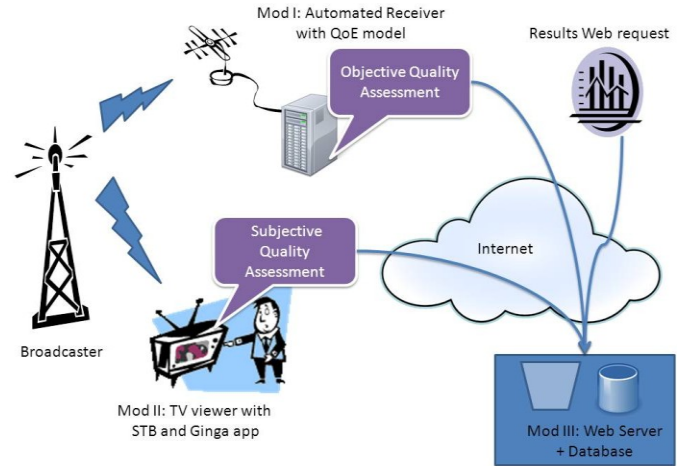 Mod I: Automated Receiver
with QoE model
Results Web request
Objective Quality
Assessment
Subjective
Quality
Assessment
Internet
Broadcaster
Mod II: TV viewer with
STB and Ginga app
Mod III: Web Server
+ Database